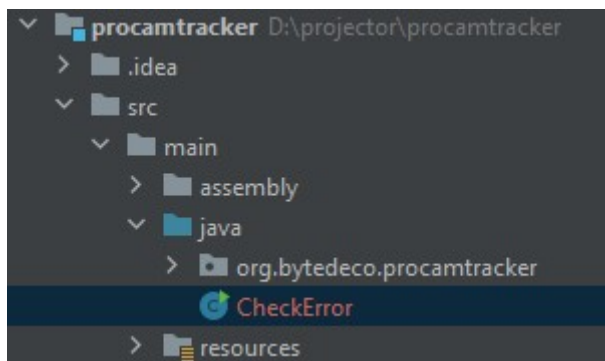 procamtracker D:\projector\procamtracker
.idea
src
main
assembly
java
org.bytedeco.procamtracker
CheckError
resources